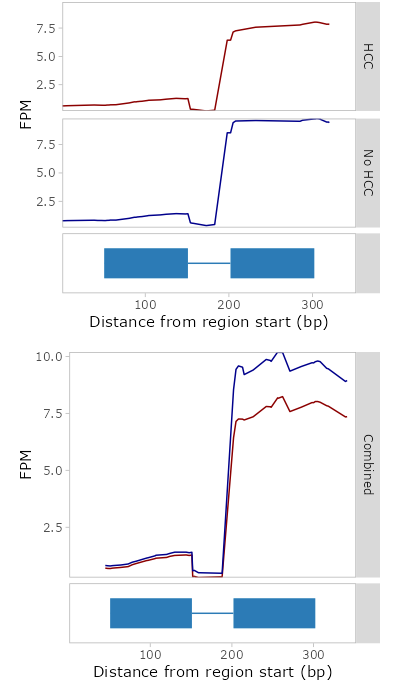 7.5
5.0
2.5
HCC
FPM
7.5
5.0
2.5
No HCC
100 200 300
Distance from region start (bp)
10.0
7.5
5.0
2.5
FPM
Combined
100 200 300
Distance from region start (bp)